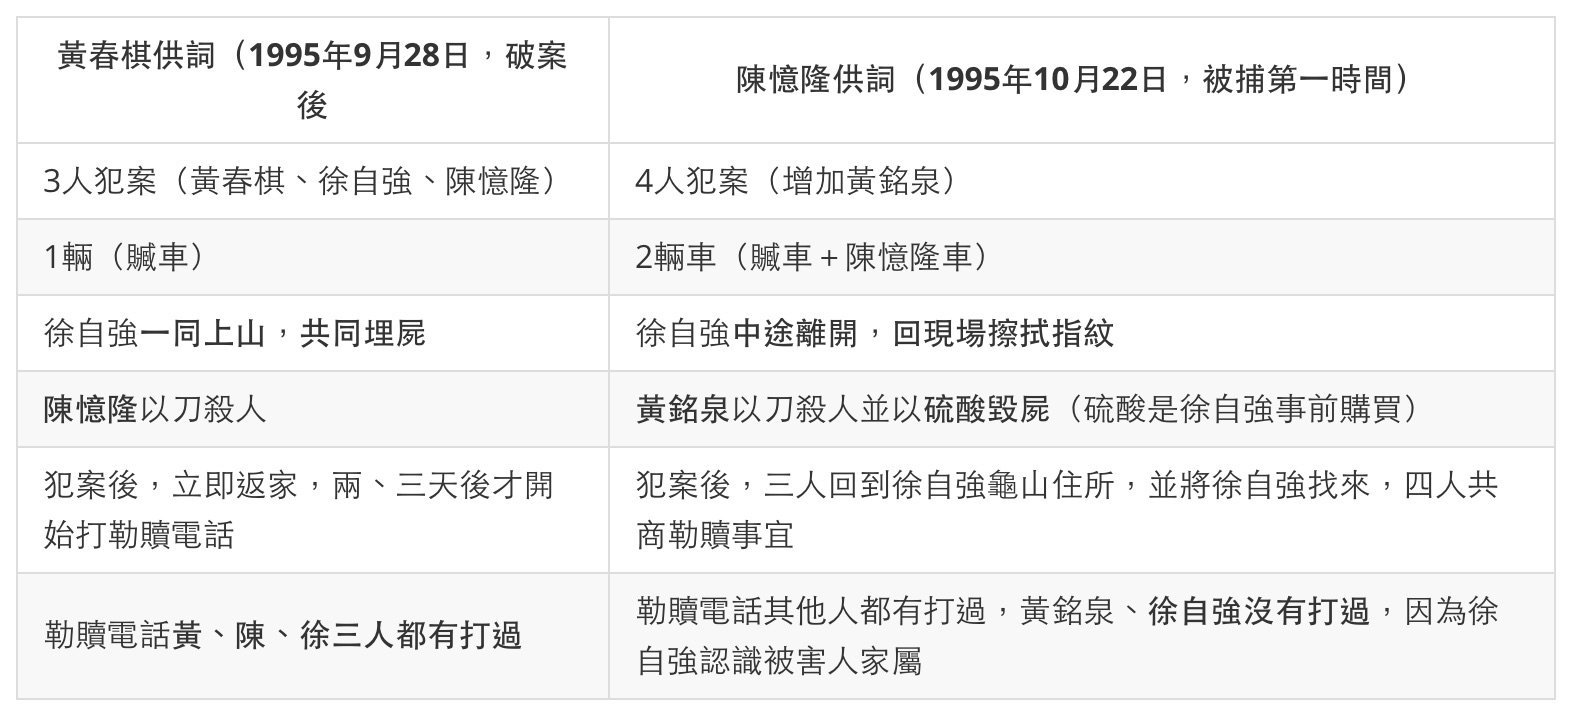 黃春棋供詞（1995年9月28日，破案
後
陳憶隆供詞（1995年10月22日，被捕第一時間）
3人犯案（黃春棋、徐自強、陳憶隆）
4人犯案（增加黃銘泉）
1輛（贓車）
2輛車（贓車＋陳憶隆車）
徐自強一同上山，共同埋屍
徐自強中途離開，回現場擦拭指紋
陳憶隆以刀殺人
黃銘泉以刀殺人並以硫酸毀屍（硫酸是徐自強事前購買）
犯案後，立即返家，兩、三天後才開
始打勒贖電話
犯案後，三人回到徐自強龜山住所，並將徐自強找來，四人共
商勒贖事宜
勒贖電話黃、陳、徐三人都有打過
勒贖電話其他人都有打過，黃銘泉、徐自強沒有打過，因為徐
自強認識被害人家屬